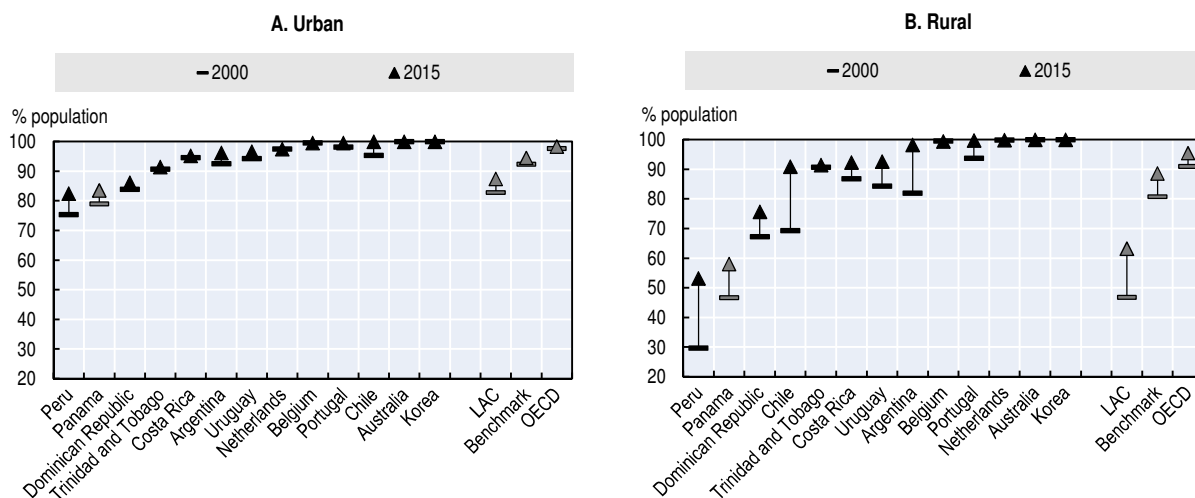 A. Urban
2000 2015
% population
100
90
80
70
60
50
40
30
20
Peru
Panama
Dominican Republic
Trinidad and Tobago
Costa Rica
Argentina
Uruguay
Netherlands
Belgium
Portugal
Chile
Australia
Korea
LAC
Benchmark
OECD
B. Rural
2000 2015
% population
100
90
80
70
60
50
40
30
20
Peru
Panama
Dominican Republic
Chile
Trinidad and Tobago
Costa Rica
Uruguay
Argentina
Belgium
Portugal
Netherlands
Australia
Korea
LAC
Benchmark
OECD